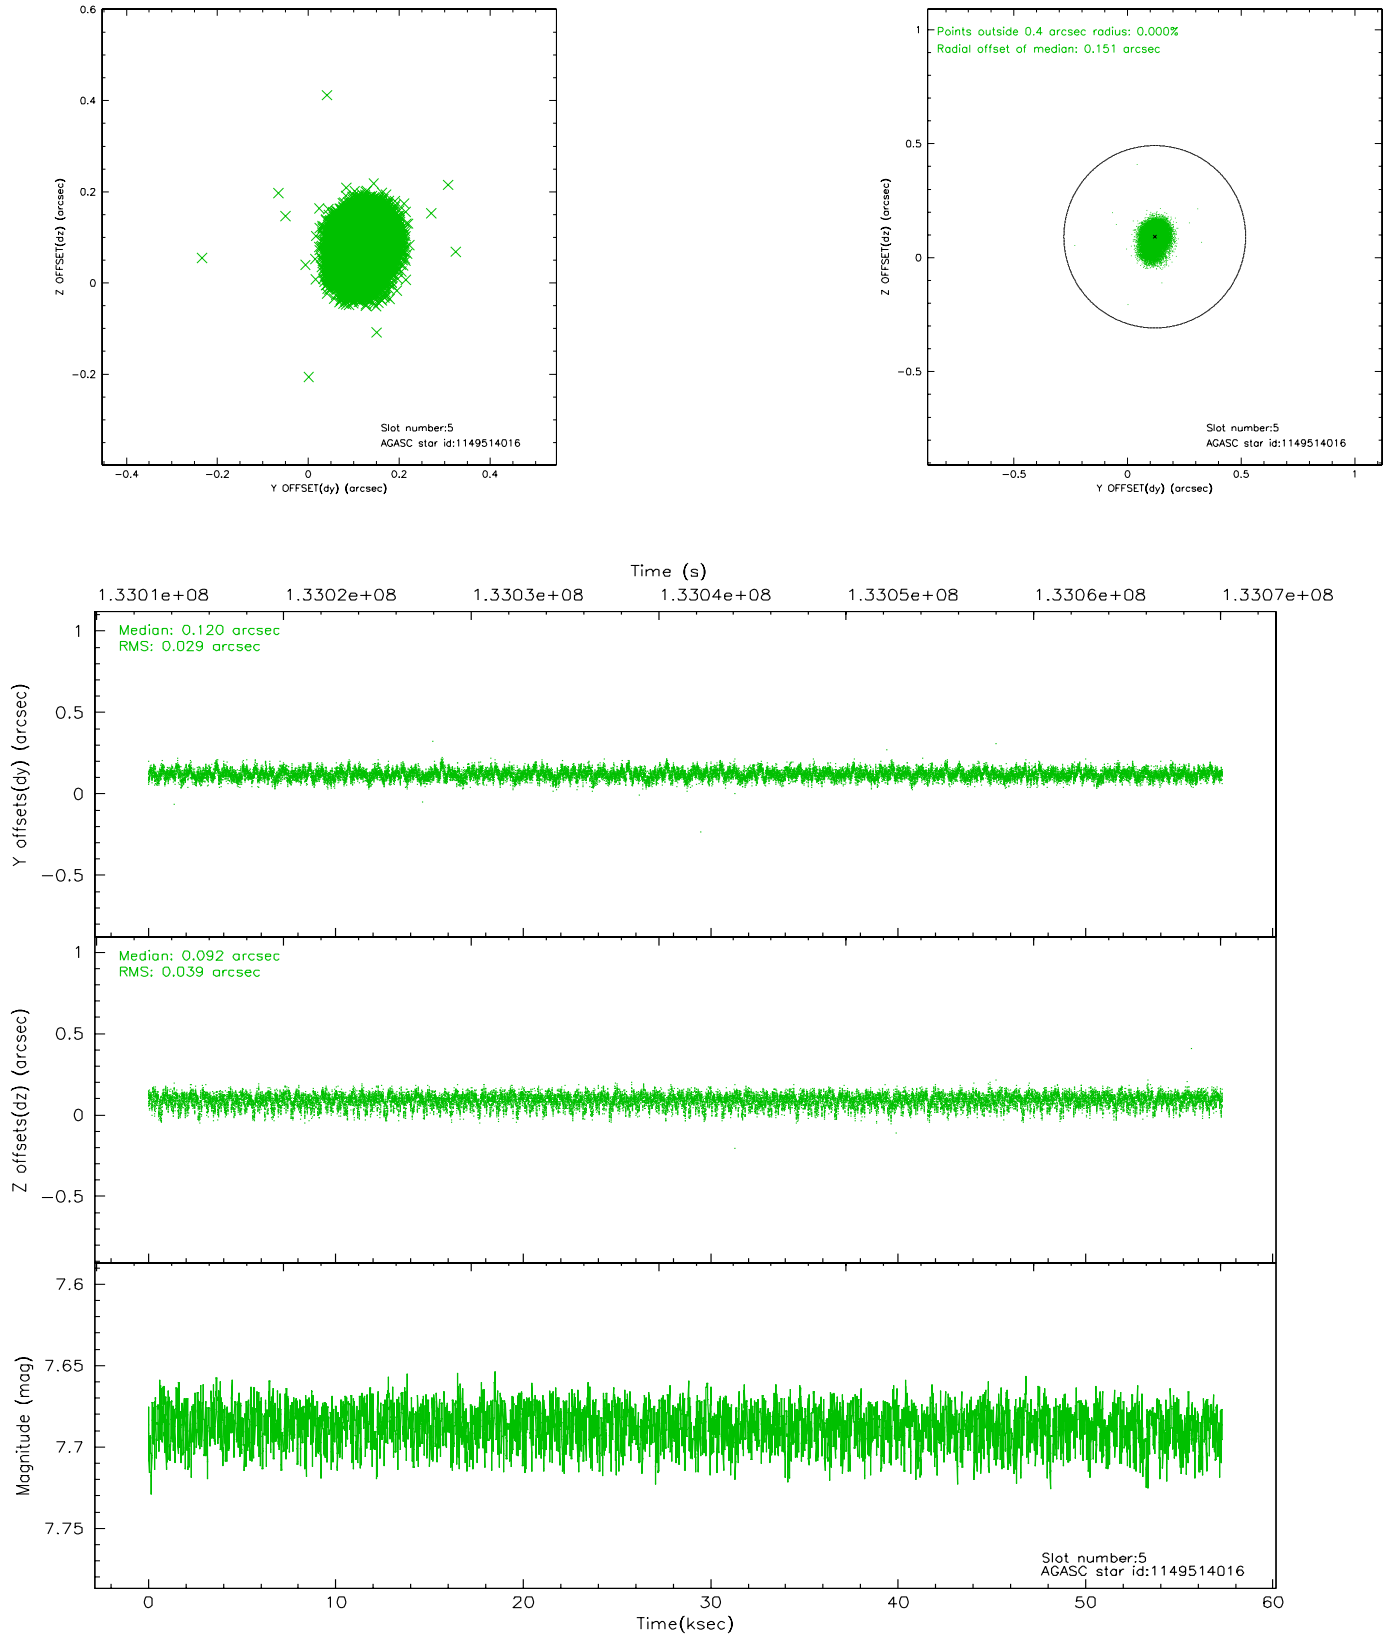 0.6
0.4
0.2
0
−0.2
Z OFFSET(dz) (arcsec)
−0.4
−0.2
0
0.2
0.4
Y OFFSET(dy) (arcsec)
Slot number:5
AGASC star id:1149514016
Points outside 0.4 arcsec radius: 0.000%
Radial offset of median: 0.151 arcsec
1
0.5
0
−0.5
Z OFFSET(dz) (arcsec)
−0.5
0
0.5
1
Y OFFSET(dy) (arcsec)
Slot number:5
AGASC star id:1149514016
Time (s)
1.3301e+08
1.3302e+08
1.3303e+08
1.3304e+08
1.3305e+08
1.3306e+08
1.3307e+08
Median: 0.120 arcsec
RMS: 0.029 arcsec
1
0.5
0
−0.5
Y offsets(dy) (arcsec)
Median: 0.092 arcsec
RMS: 0.039 arcsec
1
0.5
0
−0.5
Z offsets(dz) (arcsec)
7.6
7.65
7.7
7.75
Magnitude (mag)
Slot number:5
AGASC star id:1149514016
0
10
20
30
40
50
60
Time(ksec)